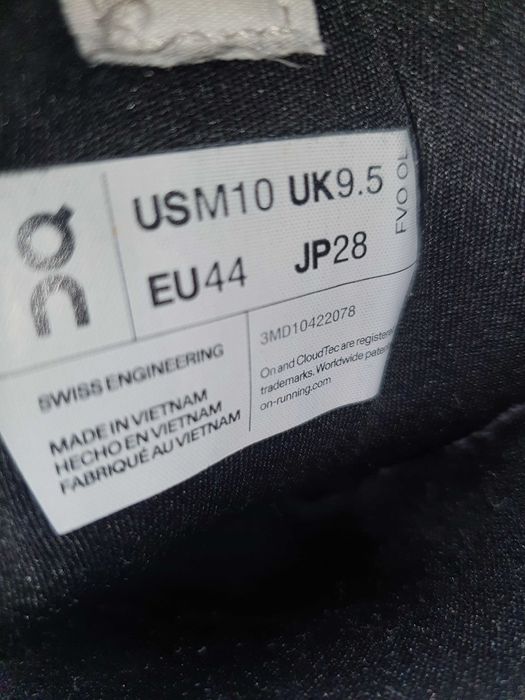 On
USM10 UK9.5
EU44 JP28
FVO OL
SWISS ENGINEERING
MADE IN VIETNAM
HECHO EN VIETNAM
FABRIQUÉ AU VIETNAM
3MD10422078
On and CloudTec are registere
trademarks. Worldwide pate
on-running.com